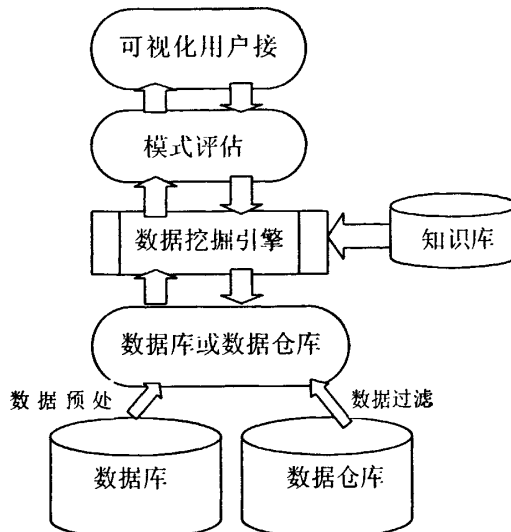 可视化用户接
模式评估
数据挖掘引擎
知识库
数据库或数据仓库
数据预处
数据过滤
数据库
数据仓库